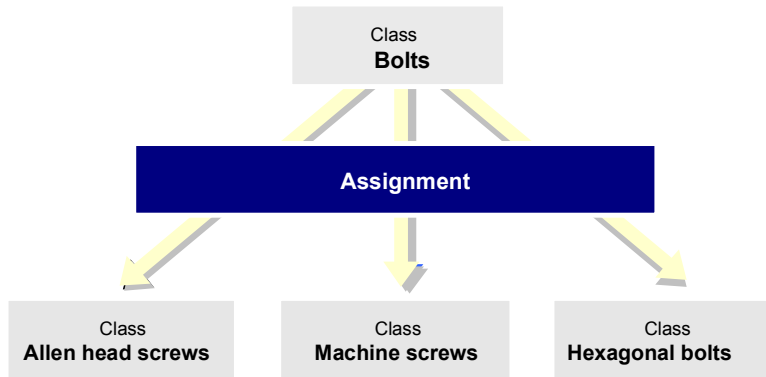 Class
Bolts
Assignment
Class
Allen head screws
Class
Machine screws
Class
Hexagonal bolts